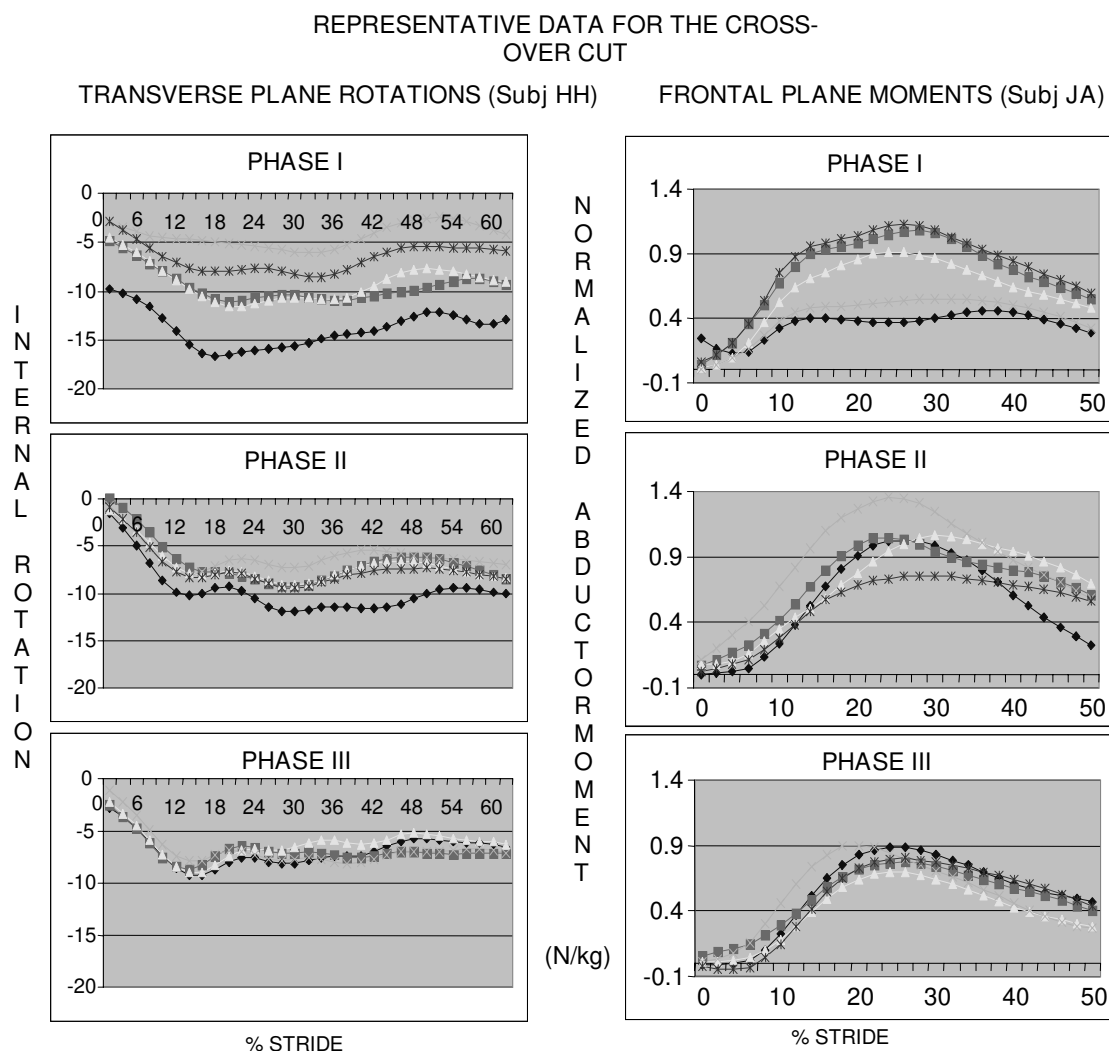 REPRESENTATIVE DATA FOR THE CROSS-
OVER CUT
TRANSVERSE PLANE ROTATIONS (Subj HH)
FRONTAL PLANE MOMENTS (Subj JA)
INTERNAL ROTATION
PHASE I
0
-5
-10
-15
-20
0 6 12 18 24 30 36 42 48 54 60
PHASE II
0
-5
-10
-15
-20
0 6 12 18 24 30 36 42 48 54 60
PHASE III
0
-5
-10
-15
-20
0 6 12 18 24 30 36 42 48 54 60
% STRIDE
NORMALIZED ABDUCTORMOMENT
(N/kg)
PHASE I
1.4
0.9
0.4
-0.1
0 10 20 30 40 50
PHASE II
1.4
0.9
0.4
-0.1
0 10 20 30 40 50
PHASE III
1.4
0.9
0.4
-0.1
0 10 20 30 40 50
% STRIDE